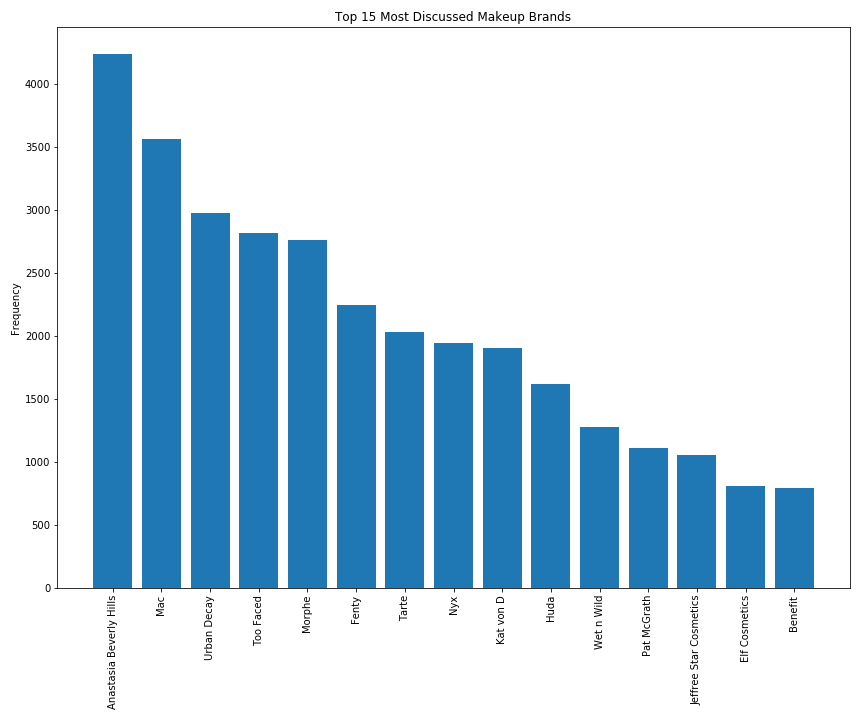 Top 15 Most Discussed Makeup Brands
Frequency
4000
3500
3000
2500
2000
1500
1000
500
0
Anastasia Beverly Hills
Mac
Urban Decay
Too Faced
Morphe
Fenty
Tarte
Nyx
Kat von D
Huda
Wet n Wild
Pat McGrath
Jeffree Star Cosmetics
Elf Cosmetics
Benefit